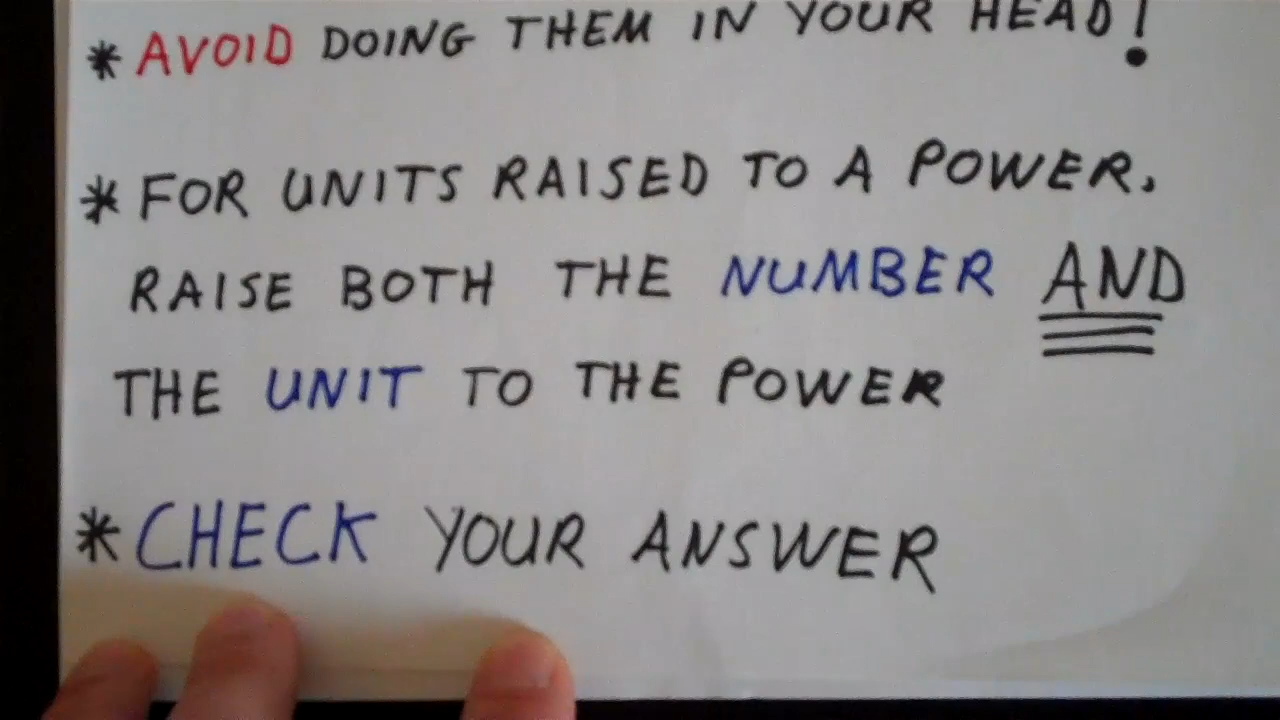 * AVOID DOING THEM IN YOUR HEAD!
* FOR UNITS RAISED TO A POWER,
RAISE BOTH THE NUMBER AND
THE UNIT TO THE POWER
* CHECK YOUR ANSWER